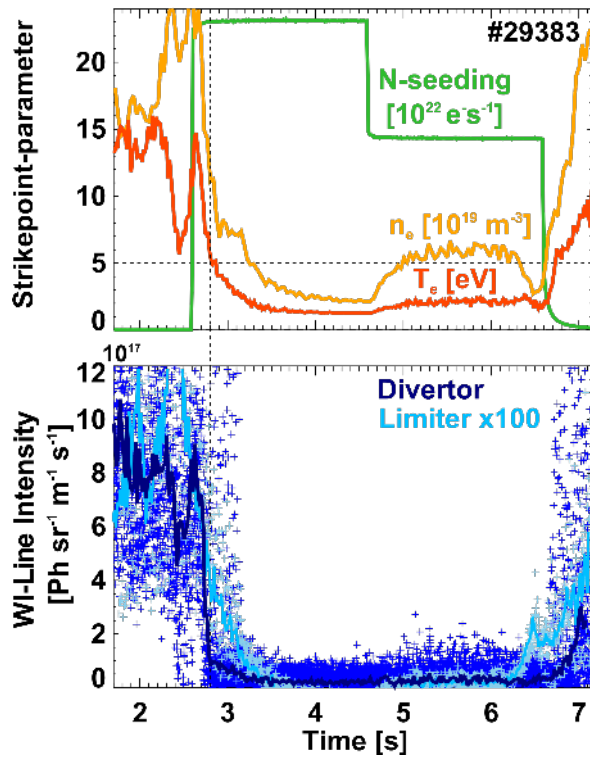 #29383
N-seeding
[10²² e⁻s⁻¹]
nₑ [10¹⁹ m⁻³]
Tₑ [eV]
Strikepoint-parameter
20
15
10
5
0
Divertor
Limiter x100
WI-Line Intensity
[Ph sr⁻¹ m⁻¹ s⁻¹]
10¹⁷
12
10
8
6
4
2
0
2 3 4 5 6 7
Time [s]